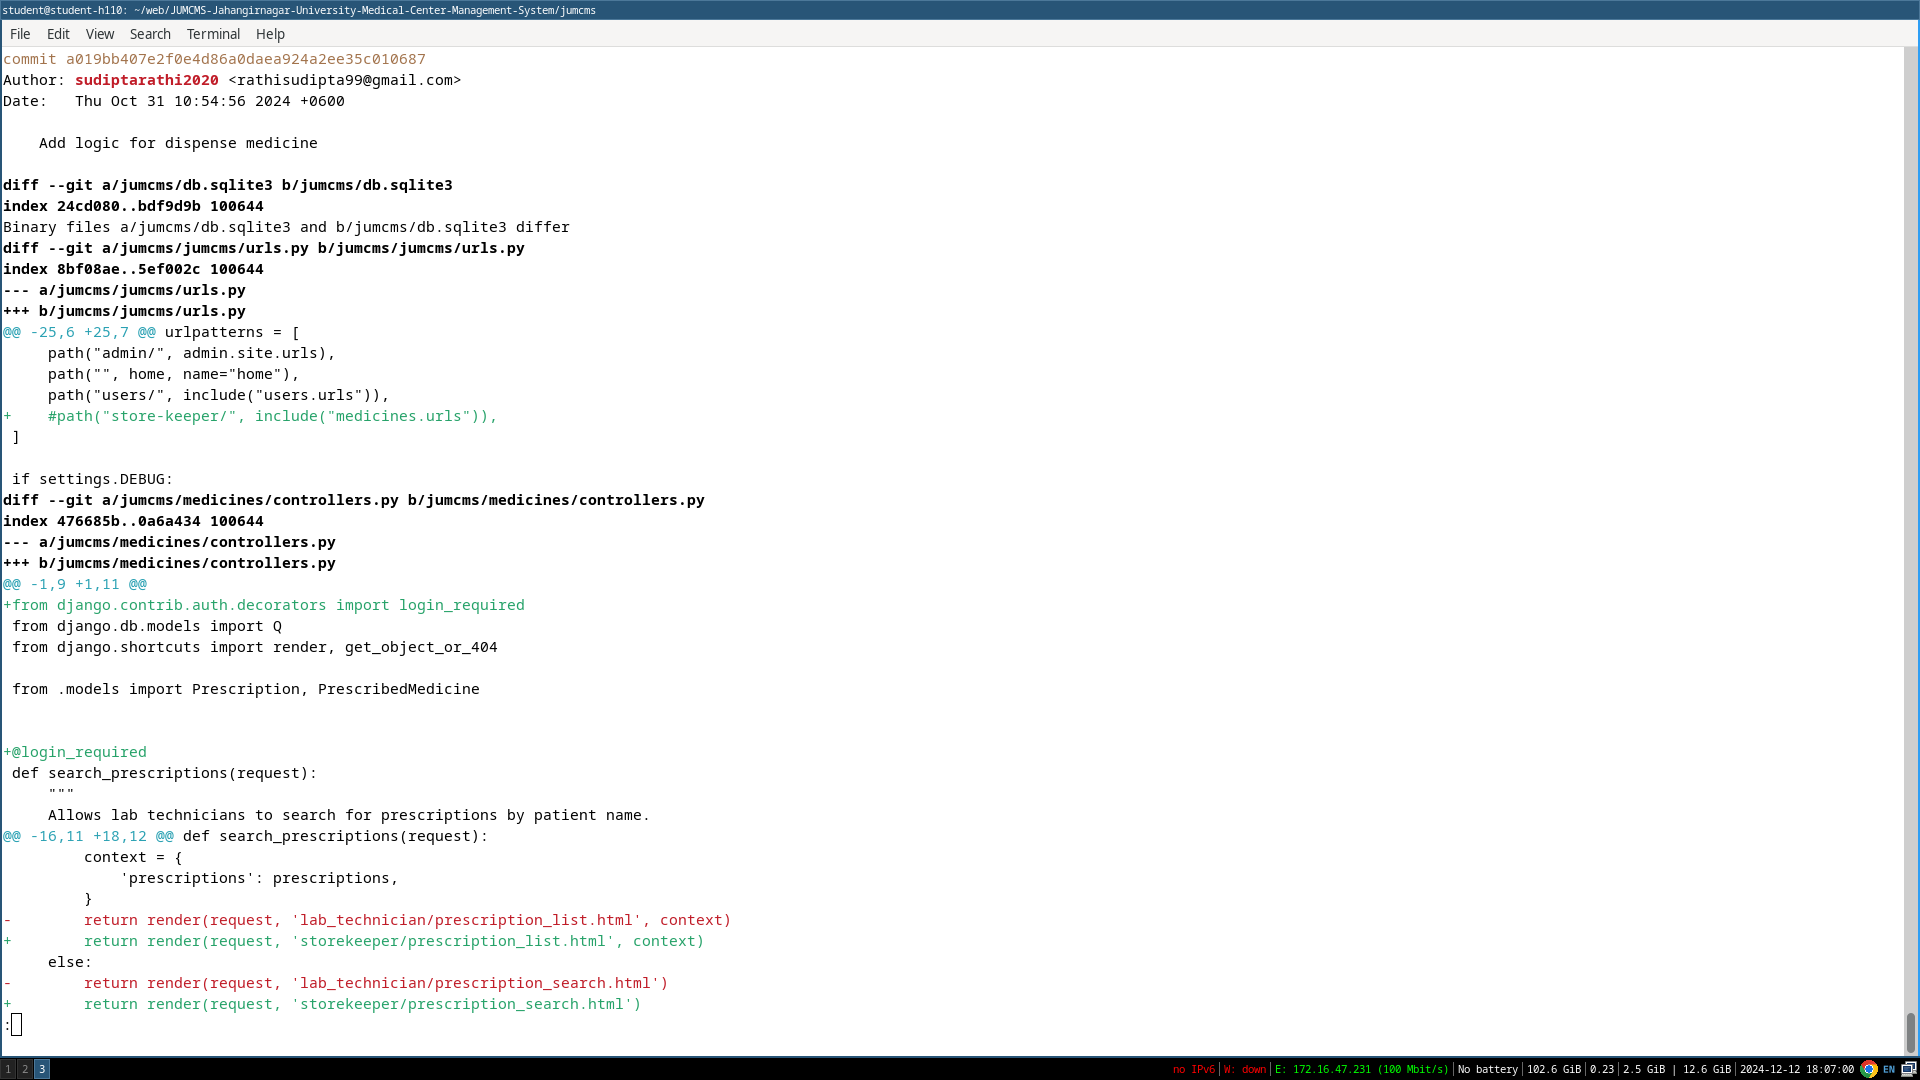 student@student-h110: ~/web/JUMCMS-Jahangirnagar-University-Medical-Center-Management-System/jumcms
File Edit View Search Terminal Help
commit a019bb407e2f0e4d86a0daea924a2ee35c010687
Author: sudiptarathi2020 <rathisudipta99@gmail.com>
Date:   Thu Oct 31 10:54:56 2024 +0600
    Add logic for dispense medicine
diff --git a/jumcms/db.sqlite3 b/jumcms/db.sqlite3
index 24cd080..bdf9d9b 100644
Binary files a/jumcms/db.sqlite3 and b/jumcms/db.sqlite3 differ
diff --git a/jumcms/jumcms/urls.py b/jumcms/jumcms/urls.py
index 8bf08ae..5ef002c 100644
--- a/jumcms/jumcms/urls.py
+++ b/jumcms/jumcms/urls.py
@@ -25,6 +25,7 @@ urlpatterns = [
     path("admin/", admin.site.urls),
     path("", home, name="home"),
     path("users/", include("users.urls")),
+    #path("store-keeper/", include("medicines.urls")),
 ]
 if settings.DEBUG:
diff --git a/jumcms/medicines/controllers.py b/jumcms/medicines/controllers.py
index 476685b..0a6a434 100644
--- a/jumcms/medicines/controllers.py
+++ b/jumcms/medicines/controllers.py
@@ -1,9 +1,11 @@
+from django.contrib.auth.decorators import login_required
 from django.db.models import Q
 from django.shortcuts import render, get_object_or_404
 from .models import Prescription, PrescribedMedicine
+@login_required
 def search_prescriptions(request):
     """
     Allows lab technicians to search for prescriptions by patient name.
@@ -16,11 +18,12 @@ def search_prescriptions(request):
         context = {
             'prescriptions': prescriptions,
         }
-        return render(request, 'lab_technician/prescription_list.html', context)
+        return render(request, 'storekeeper/prescription_list.html', context)
     else:
-        return render(request, 'lab_technician/prescription_search.html')
+        return render(request, 'storekeeper/prescription_search.html')
:
1 2 3 no IPv6 | W: down | E: 172.16.47.231 (100 Mbit/s) | No battery | 102.6 GiB | 0.23 | 2.5 GiB | 12.6 GiB | 2024-12-12 18:07:00 EN